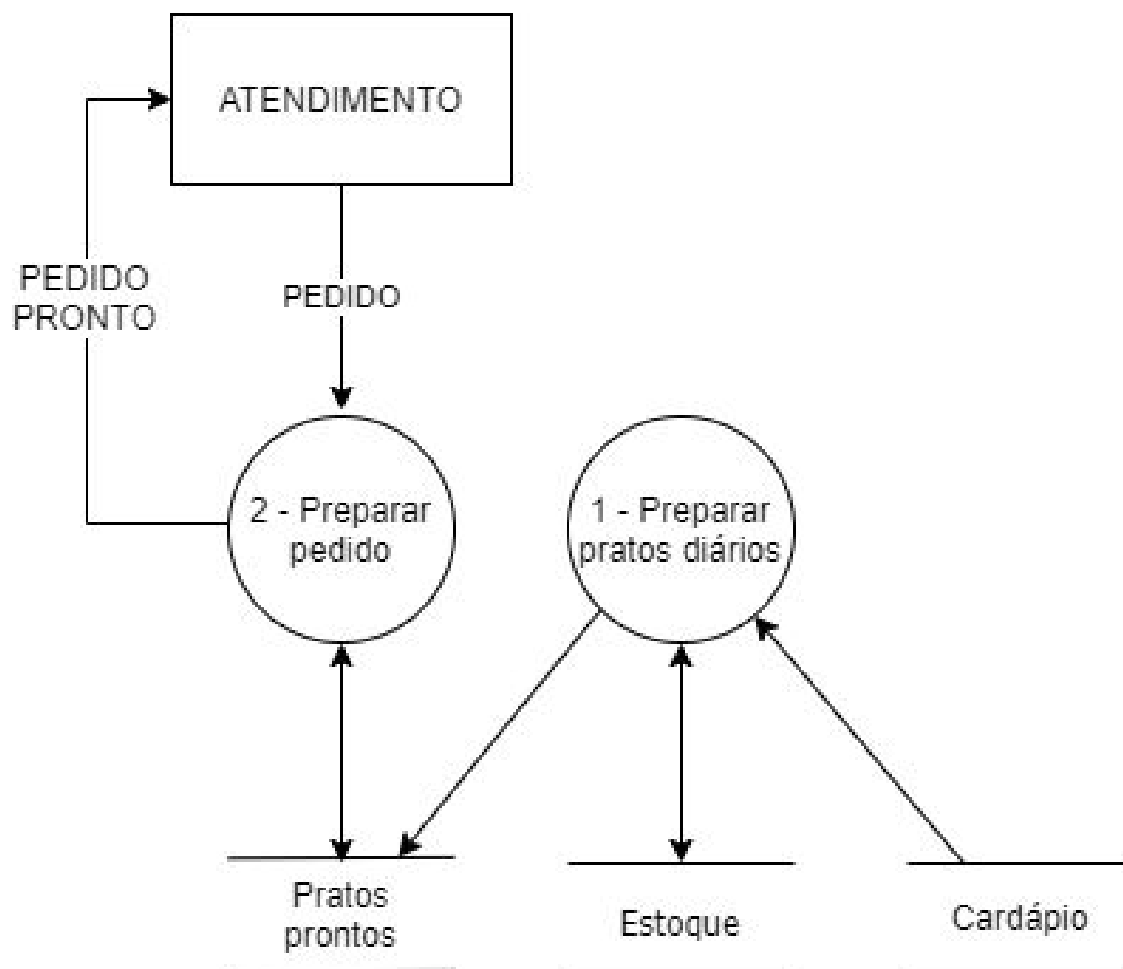 ATENDIMENTO
PEDIDO
PRONTO
PEDIDO
2 - Preparar
pedido
1 - Preparar
pratos diários
Pratos
prontos
Estoque
Cardápio